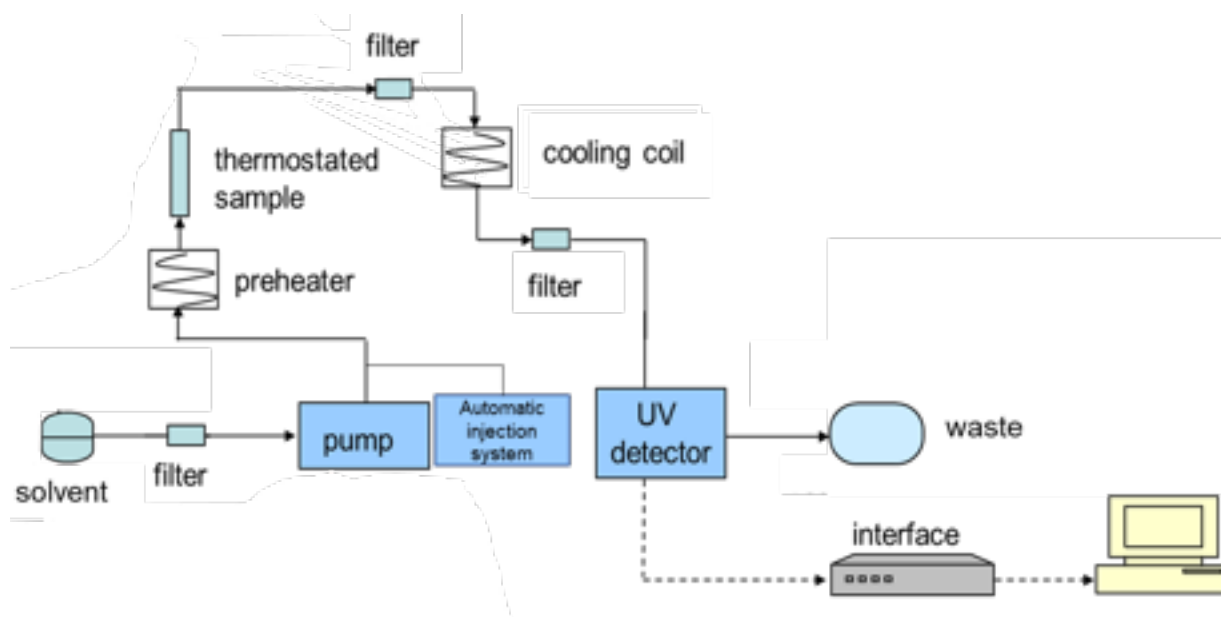 filter
thermostated
sample
cooling coil
preheater
filter
solvent
filter
pump
Automatic
injection
system
UV
detector
waste
interface